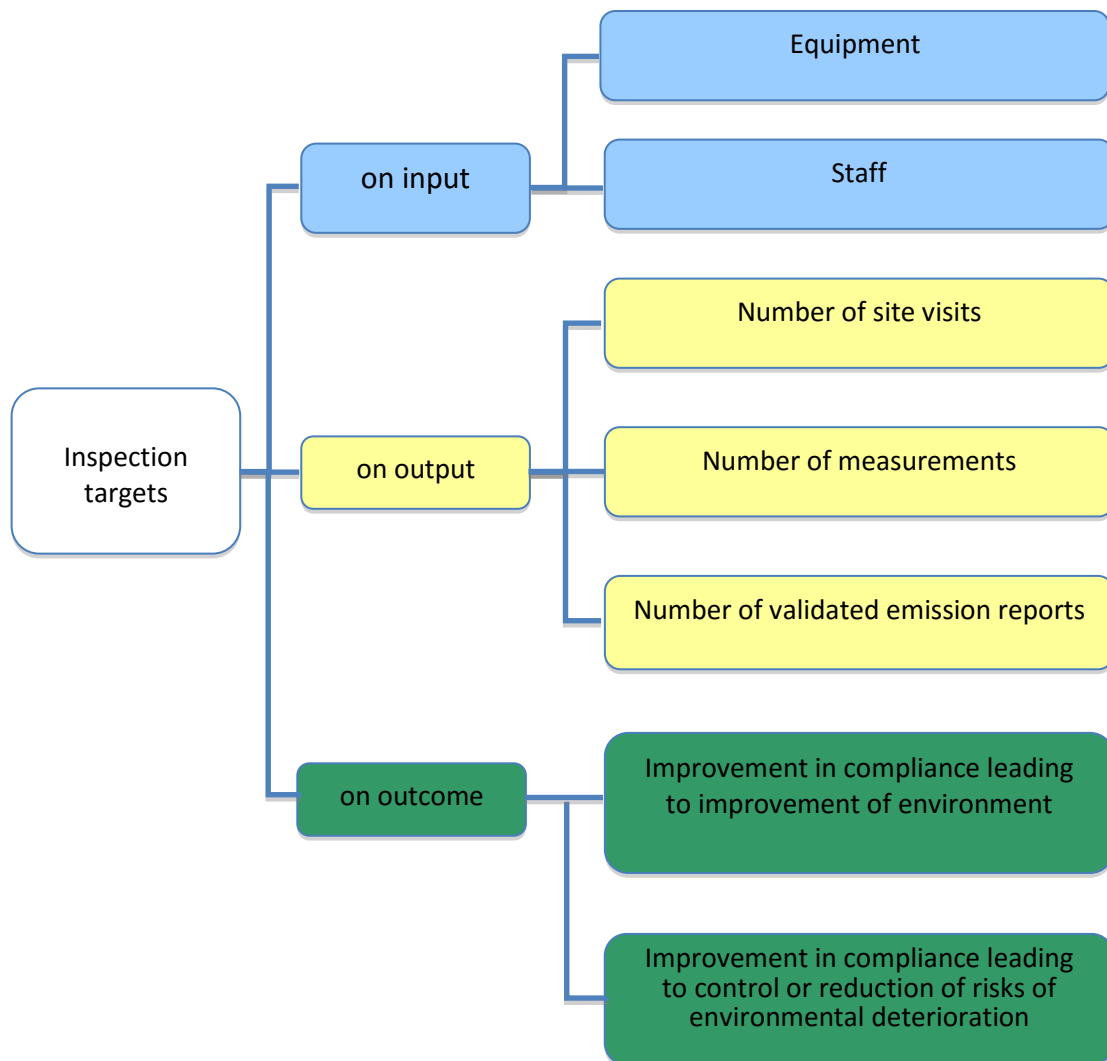 Inspection
targets
on input
Equipment
Staff
on output
Number of site visits
Number of measurements
Number of validated emission reports
on outcome
Improvement in compliance leading
to improvement of environment
Improvement in compliance leading
to control or reduction of risks of
environmental deterioration